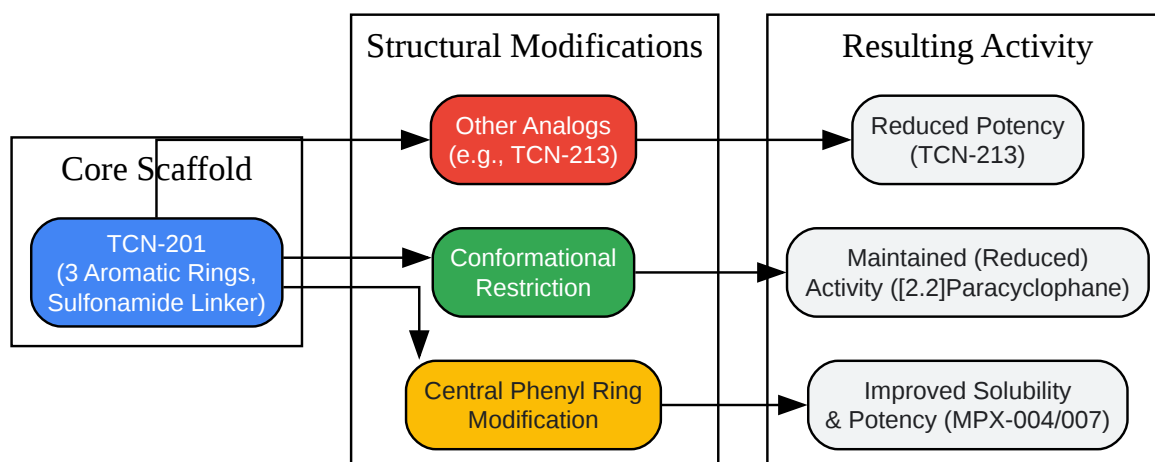 Core Scaffold
TCN-201
(3 Aromatic Rings,
Sulfonamide Linker)
Structural Modifications
Other Analogs
(e.g., TCN-213)
Conformational
Restriction
Central Phenyl Ring
Modification
Resulting Activity
Reduced Potency
(TCN-213)
Maintained (Reduced)
Activity ([2.2]Paracyclophane)
Improved Solubility
& Potency (MPX-004/007)